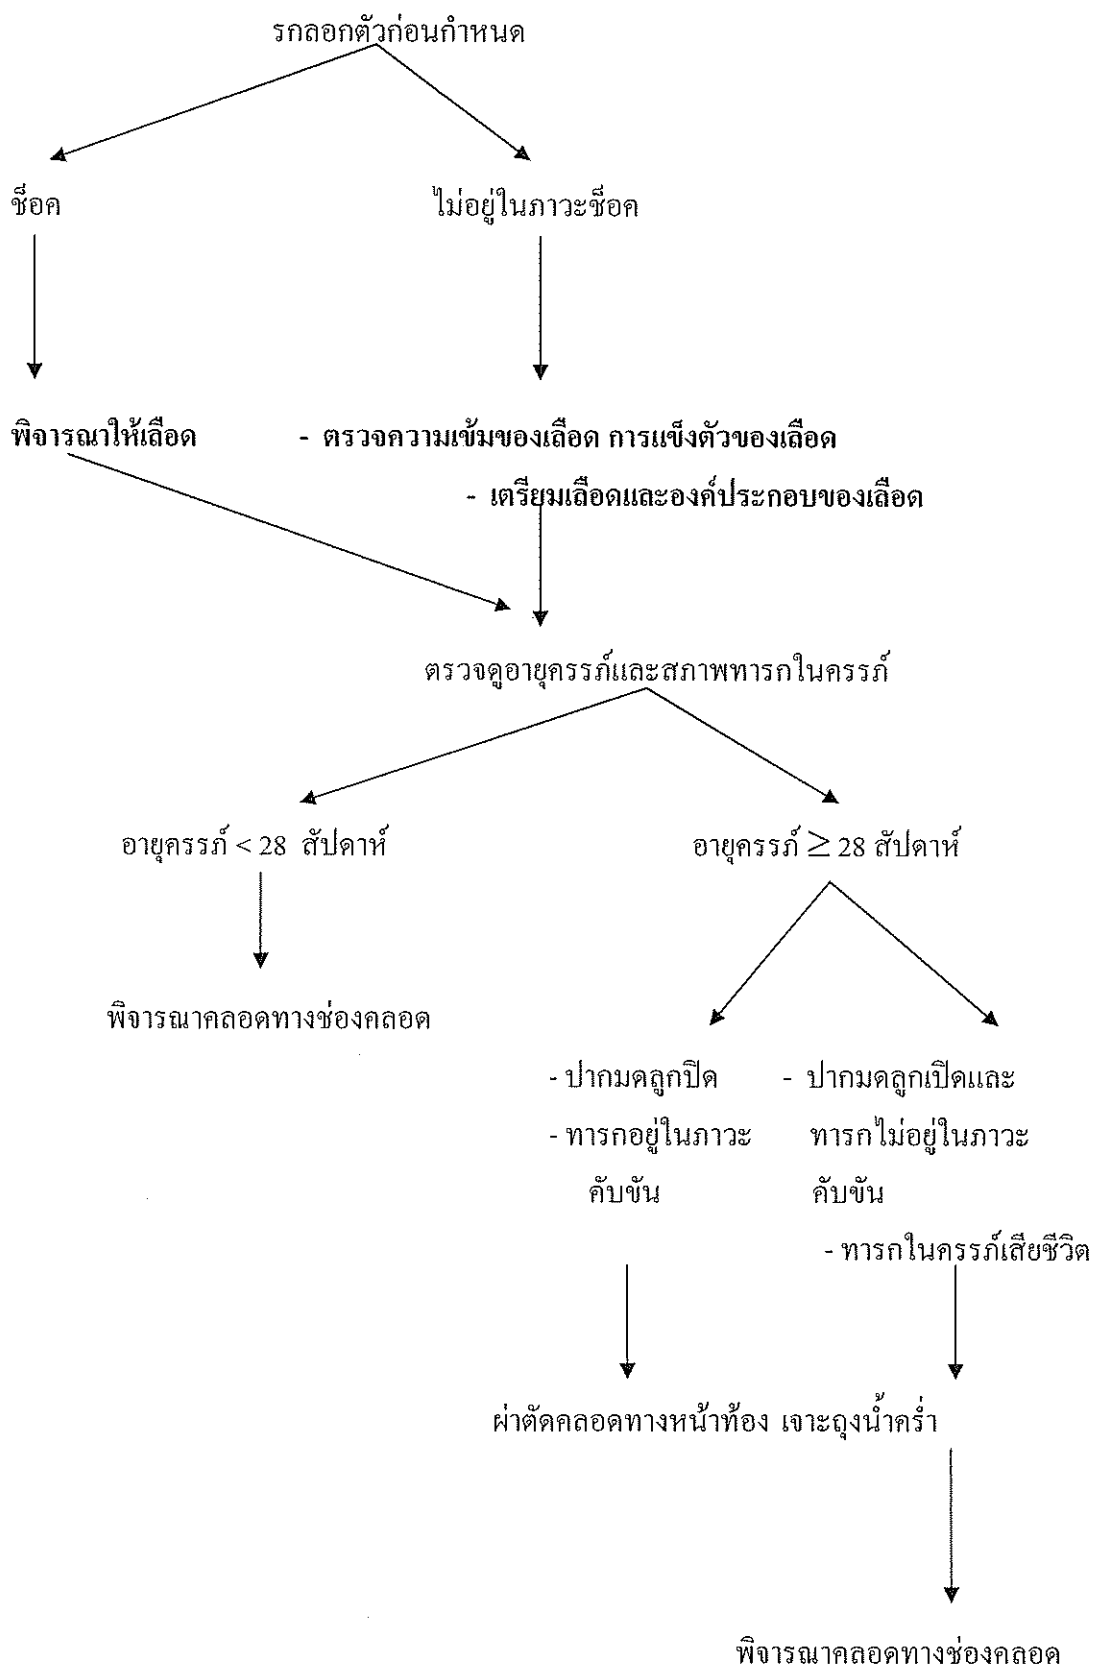 รกลอกตัวก่อนกำหนด
ช็อค
ไม่อยู่ในภาวะช็อค
พิจารณาให้เลือด
- ตรวจความเข้มของเลือด การแข็งตัวของเลือด
- เตรียมเลือดและองค์ประกอบของเลือด
ตรวจดูอายุครรภ์และสภาพทารกในครรภ์
อายุครรภ์ < 28 สัปดาห์
อายุครรภ์ ≥ 28 สัปดาห์
พิจารณาคลอดทางช่องคลอด
- ปากมดลูกปิด
- ทารกอยู่ในภาวะ
คับขัน
- ปากมดลูกเปิดและ
ทารกไม่อยู่ในภาวะ
คับขัน
- ทารกในครรภ์เสียชีวิต
ผ่าตัดคลอดทางหน้าท้อง เจาะถุงน้ำคร่ำ
พิจารณาคลอดทางช่องคลอด